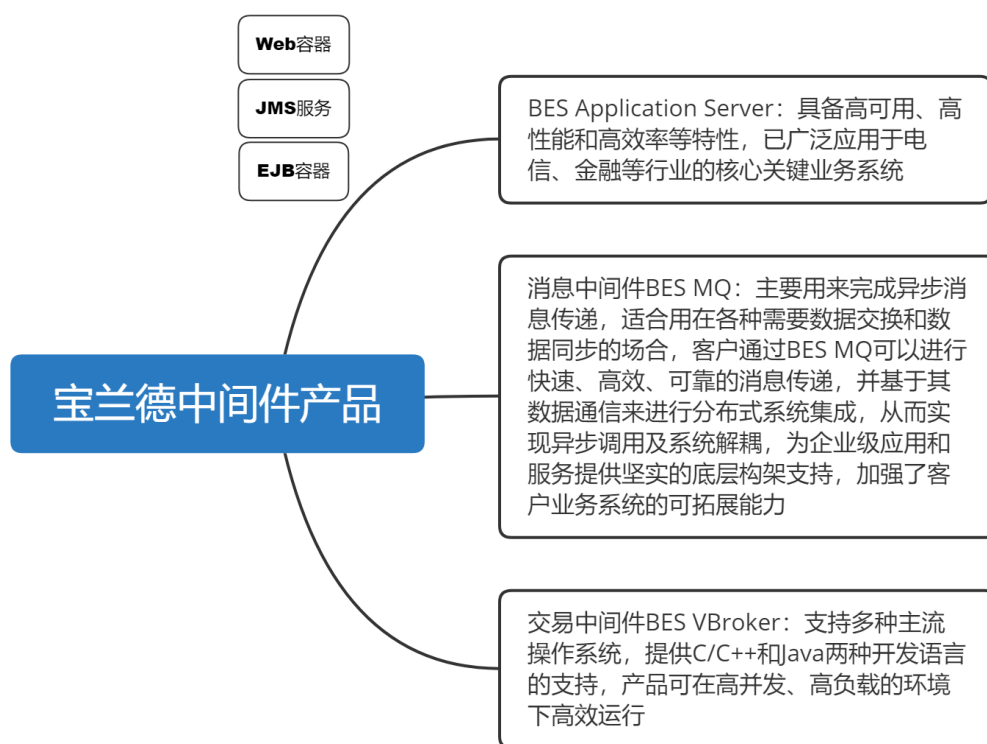 Web容器
JMS服务
EJB容器
BES Application Server：具备高可用、高
性能和高效率等特性，已广泛应用于电
信、金融等行业的核心关键业务系统
消息中间件BES MQ：主要用来完成异步消
息传递，适合用在各种需要数据交换和数
据同步的场合，客户通过BES MQ可以进行
快速、高效、可靠的消息传递，并基于其
数据通信来进行分布式系统集成，从而实
现异步调用及系统解耦，为企业级应用和
服务提供坚实的底层构架支持，加强了客
户业务系统的可拓展能力
宝兰德中间件产品
交易中间件BES VBroker：支持多种主流
操作系统，提供C/C++和Java两种开发语言
的支持，产品可在高并发、高负载的环境
下高效运行